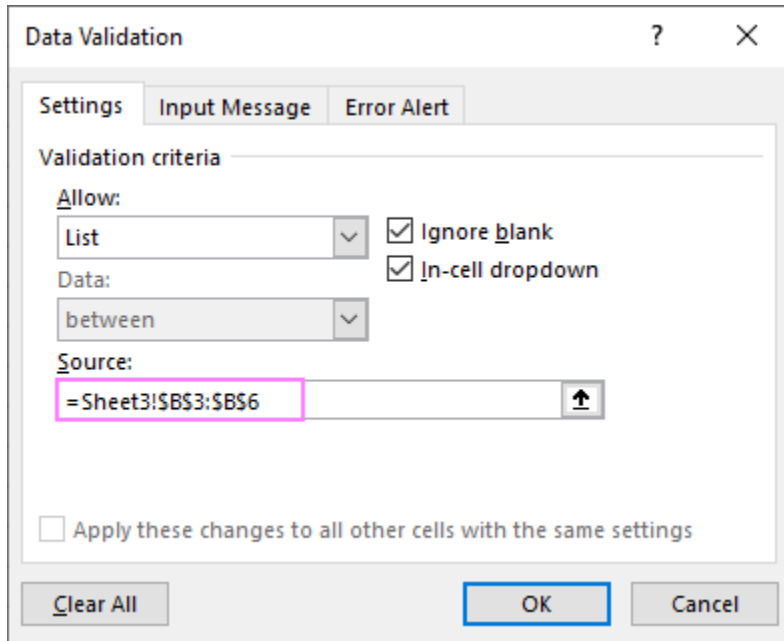 Data Validation ? ×
Settings Input Message Error Alert
Validation criteria
Allow:
List
Ignore blank
Data:
In-cell dropdown
between
Source:
=Sheet3!$B$3:$B$6
Apply these changes to all other cells with the same settings
Clear All OK Cancel